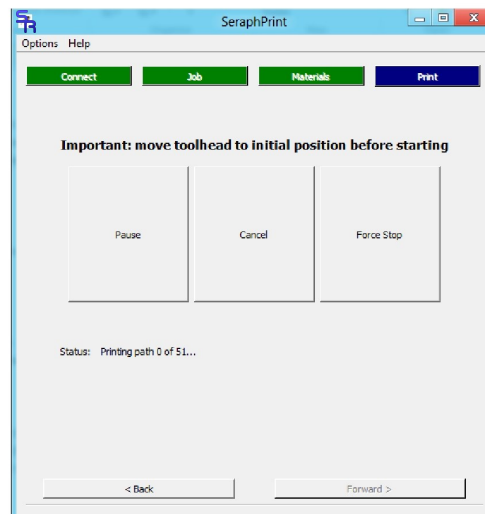 SR
SeraphPrint
Options Help
Connect Job Materials Print
Important: move toolhead to initial position before starting
Pause Cancel Force Stop
Status: Printing path 0 of 51...
< Back Forward >